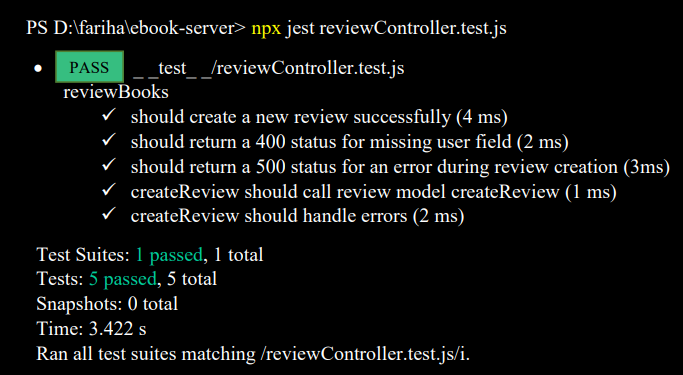 PS D:\fariha\ebook-server> npx jest reviewController.test.js
• PASS _ _test_ _/reviewController.test.js
reviewBooks
✓ should create a new review successfully (4 ms)
✓ should return a 400 status for missing user field (2 ms)
✓ should return a 500 status for an error during review creation (3ms)
✓ createReview should call review model createReview (1 ms)
✓ createReview should handle errors (2 ms)
Test Suites: 1 passed, 1 total
Tests: 5 passed, 5 total
Snapshots: 0 total
Time: 3.422 s
Ran all test suites matching /reviewController.test.js/i.